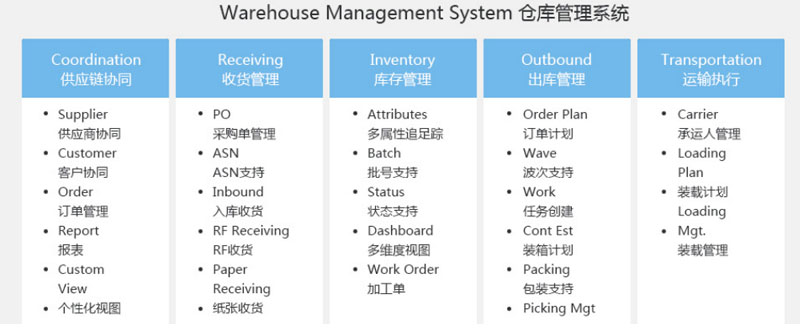 Warehouse Management System 仓库管理系统
Coordination
供应链协同
• Supplier
供应商协同
• Customer
客户协同
• Order
订单管理
• Report
报表
• Custom
View
• 个性化视图
Receiving
收货管理
• PO
采购单管理
• ASN
ASN支持
• Inbound
入库收货
• RF Receiving
RF收货
• Paper
Receiving
• 纸张收货
Inventory
库存管理
• Attributes
多属性追足踪
• Batch
批号支持
• Status
状态支持
• Dashboard
多维度视图
• Work Order
加工单
Outbound
出库管理
• Order Plan
订单计划
• Wave
波次支持
• Work
任务创建
• Cont Est
装箱计划
• Packing
包装支持
• Picking Mgt
Transportation
运输执行
• Carrier
承运人管理
• Loading
Plan
• 装载计划
Loading
• Mgt.
装载管理